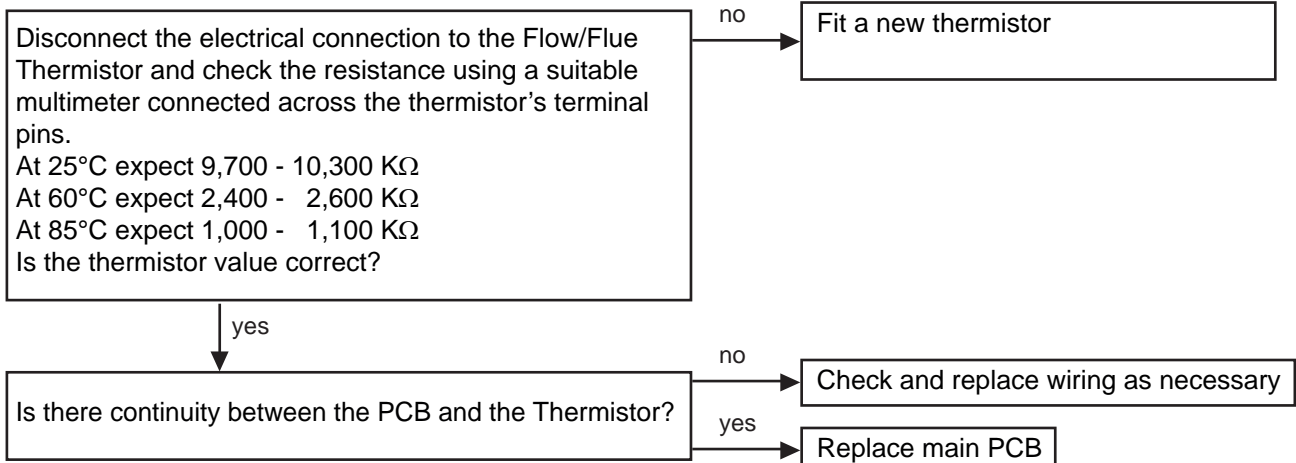 Disconnect the electrical connection to the Flow/Flue
Thermistor and check the resistance using a suitable
multimeter connected across the thermistor's terminal
pins.
At 25°C expect 9,700 - 10,300 KΩ
At 60°C expect 2,400 - 2,600 KΩ
At 85°C expect 1,000 - 1,100 KΩ
Is the thermistor value correct?
no
Fit a new thermistor
yes
Is there continuity between the PCB and the Thermistor?
no
Check and replace wiring as necessary
yes
Replace main PCB